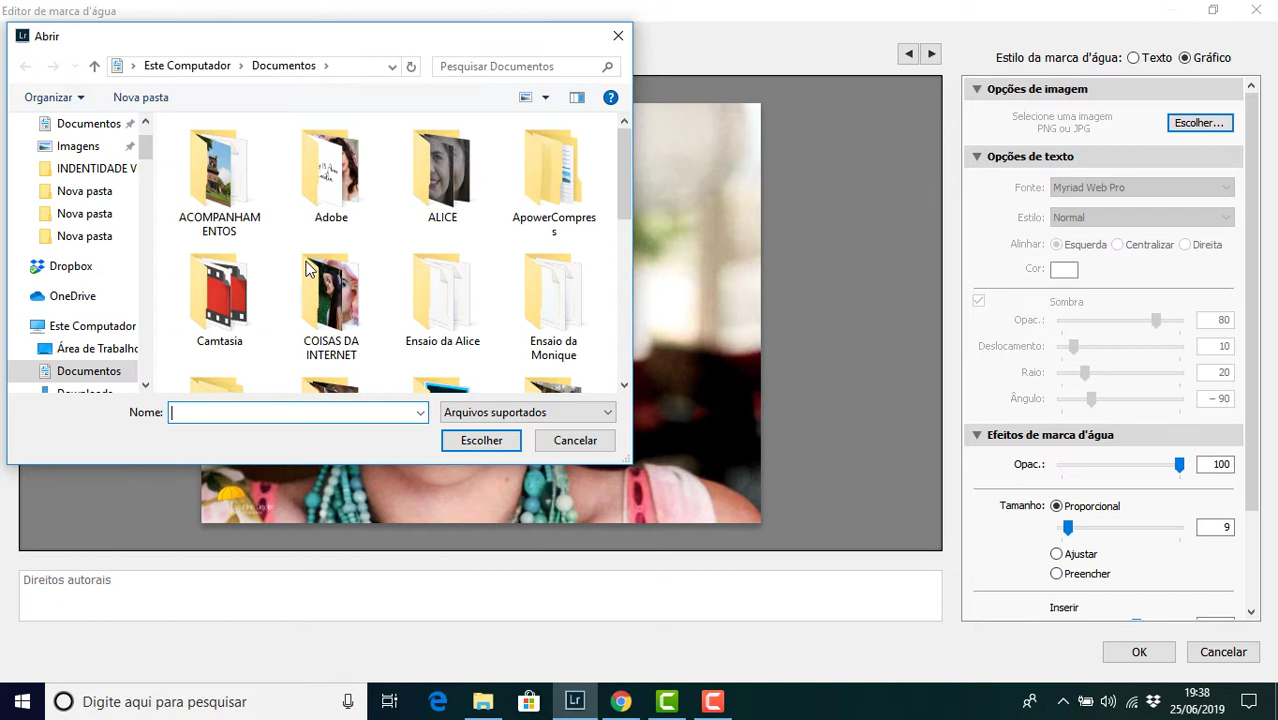 Editor de marca d'água
Abrir
Este Computador
Documentos
Pesquisar Documentos
Organizar
Nova pasta
Documentos
Imagens
INDENTIDADE V
Nova pasta
Nova pasta
Nova pasta
Dropbox
OneDrive
Este Computador
Área de Trabalho
Documentos
Downloads
ACOMPANHAM
ENTOS
Adobe
ALICE
ApowerCompres
s
Camtasia
COISAS DA
INTERNET
Ensaio da Alice
Ensaio da
Monique
Nome:
Arquivos suportados
Escolher
Cancelar
Estilo da marca d'água:
Texto
Gráfico
Opções de imagem
Selecione uma imagem
PNG ou JPG
Escolher...
Opções de texto
Fonte:
Myriad Web Pro
Estilo:
Normal
Alinhar:
Esquerda
Centralizar
Direita
Cor:
Sombra
Opac.:
80
Deslocamento:
10
Raio:
20
Ângulo:
– 90
Efeitos de marca d'água
Opac.:
100
Tamanho:
Proporcional
9
Ajustar
Preencher
Inserir
Direitos autorais
OK
Cancelar
Digite aqui para pesquisar
19:38
25/06/2019